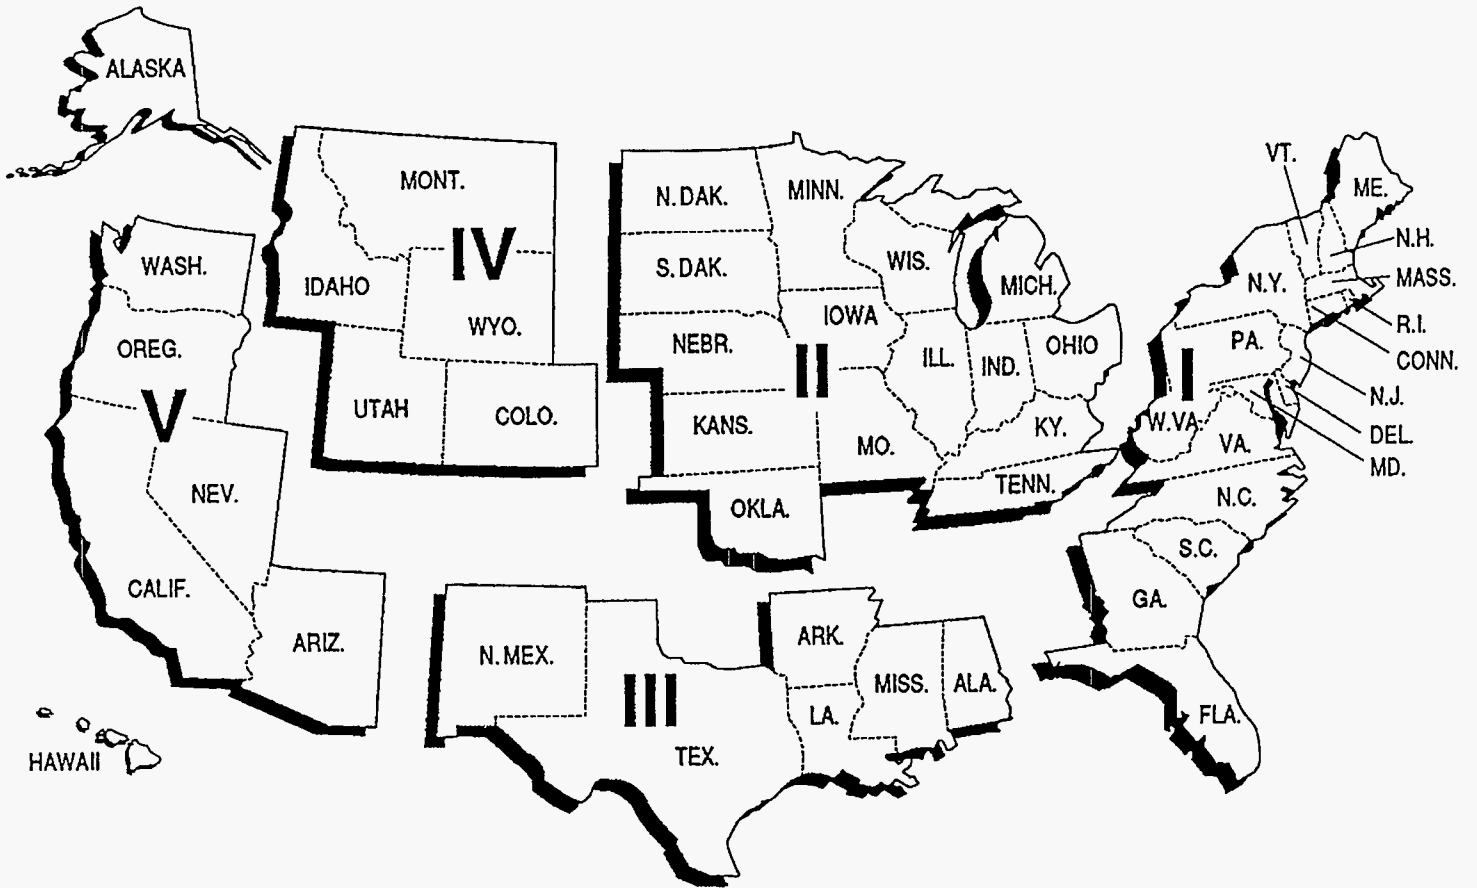 ALASKA
MONT.
IV
IDAHO
WYO.
UTAH
COLO.
WASH.
OREG.
V
NEV.
CALIF.
ARIZ.
HAWAII
N. DAK.
MINN.
S. DAK.
WIS.
MICH.
NEBR.
IOWA
II
ILL.
IND.
OHIO
KANS.
MO.
KY.
OKLA.
TENN.
N. MEX.
III
TEX.
ARK.
LA.
MISS.
ALA.
VT.
ME.
N.H.
N.Y.
MASS.
R.I.
PA.
CONN.
I
N.J.
W.VA.
VA.
DEL.
MD.
N.C.
S.C.
GA.
FLA.